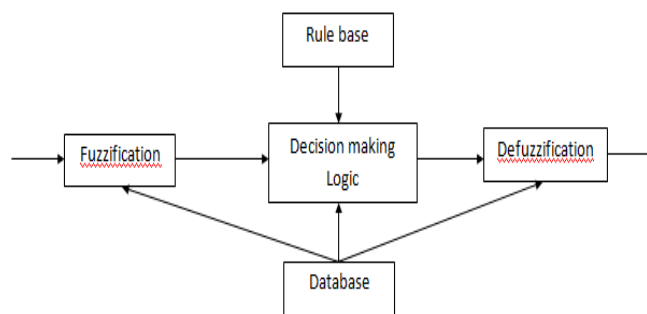 Rule base
Fuzzification
Decision making
Logic
Defuzzification
Database